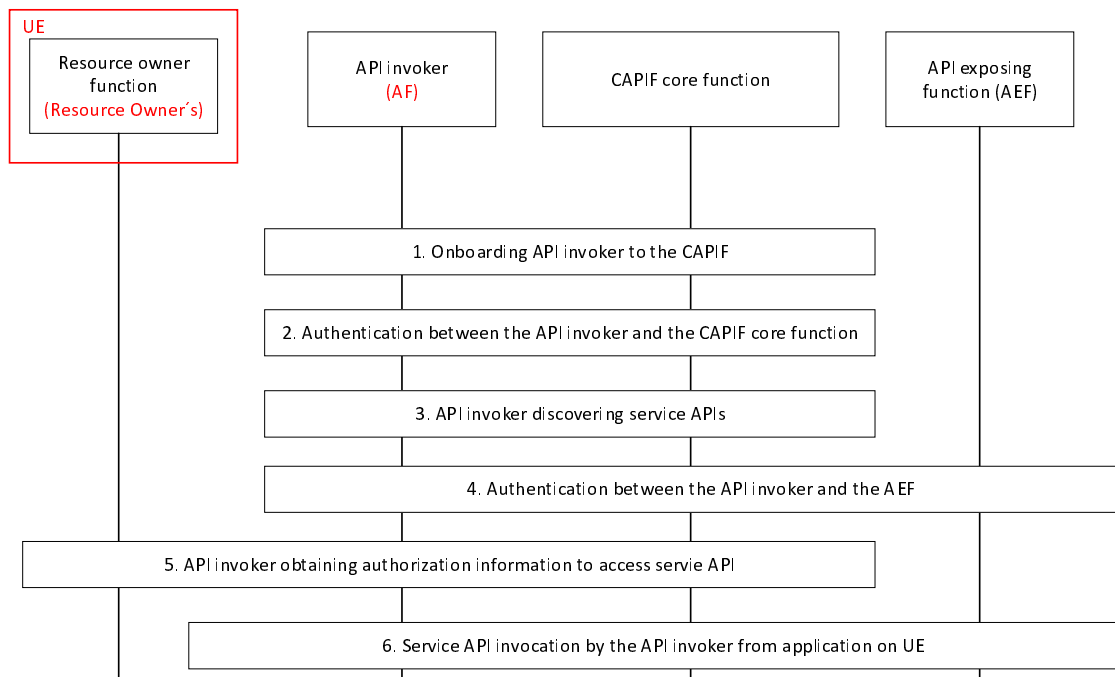 UE
Resource owner
function
(Resource Owner´s)
API invoker
(AF)
CAPIF core function
API exposing
function (AEF)
1. Onboarding API invoker to the CAPIF
2. Authentication between the API invoker and the CAPIF core function
3. API invoker discovering service APIs
4. Authentication between the API invoker and the AEF
5. API invoker obtaining authorization information to access servie API
6. Service API invocation by the API invoker from application on UE